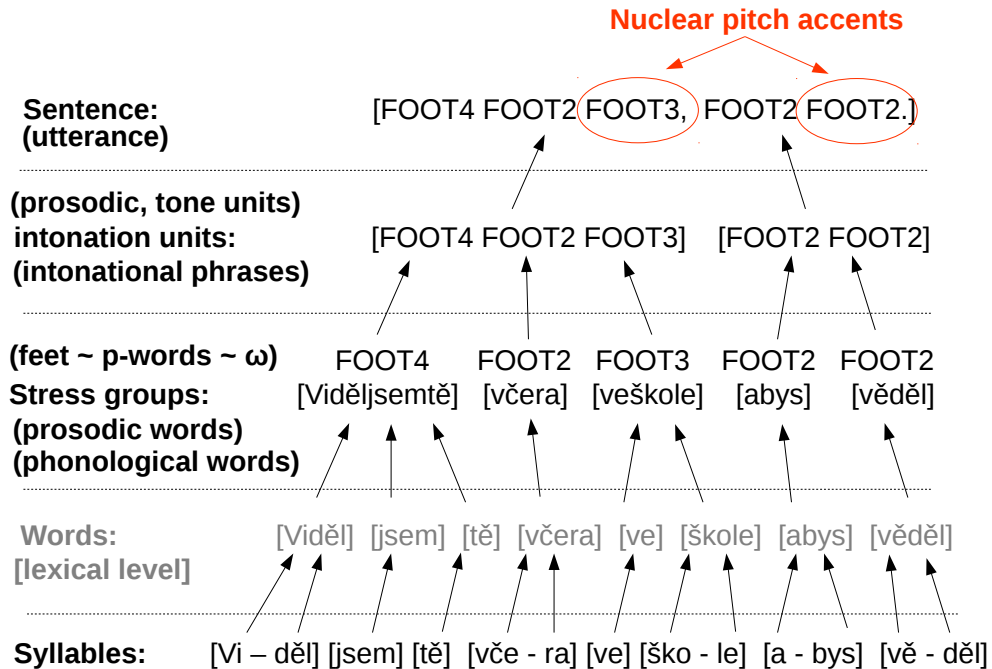 Nuclear pitch accents
Sentence: [FOOT4 FOOT2 FOOT3, FOOT2 FOOT2.]
(utterance)
(prosodic, tone units)
intonation units: [FOOT4 FOOT2 FOOT3] [FOOT2 FOOT2]
(intonational phrases)
(feet ~ p-words ~ ω) FOOT4 FOOT2 FOOT3 FOOT2 FOOT2
Stress groups: [Viděljsemtě] [včera] [veškole] [abys] [věděl]
(prosodic words)
(phonological words)
Words: [Viděl] [jsem] [tě] [včera] [ve] [škole] [abys] [věděl]
[lexical level]
Syllables: [Vi – děl] [jsem] [tě] [vče - ra] [ve] [ško - le] [a - bys] [vě - děl]